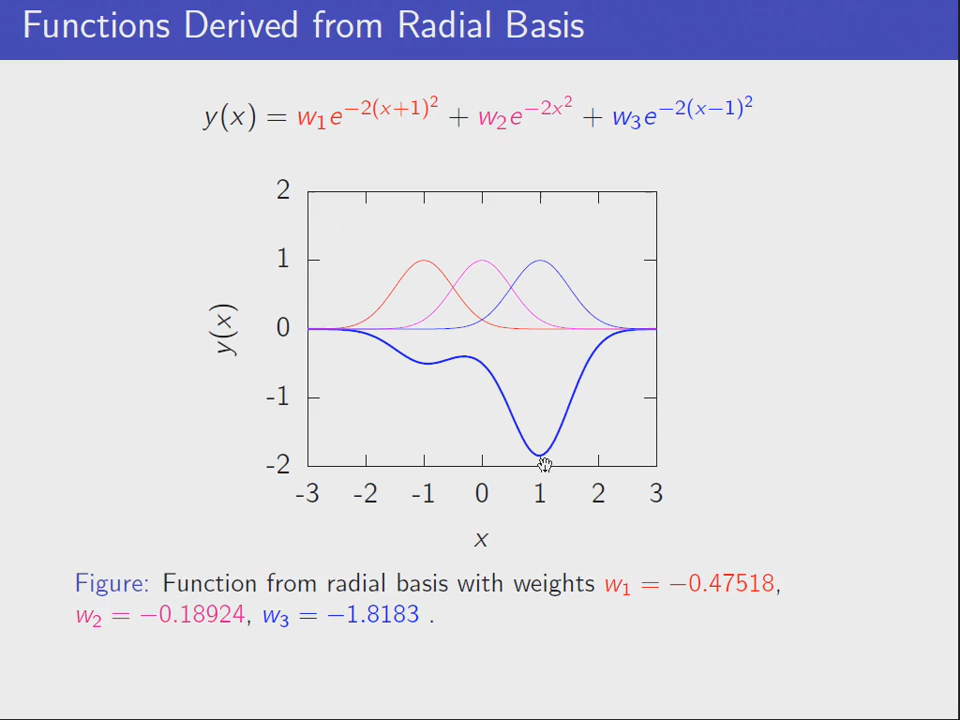 Functions Derived from Radial Basis
y(x) = w₁e^{−2(x+1)²} + w₂e^{−2x²} + w₃e^{−2(x−1)²}
2
1
0
-1
-2
y(x)
-3 -2 -1 0 1 2 3
x
Figure: Function from radial basis with weights w₁ = −0.47518,
w₂ = −0.18924, w₃ = −1.8183 .